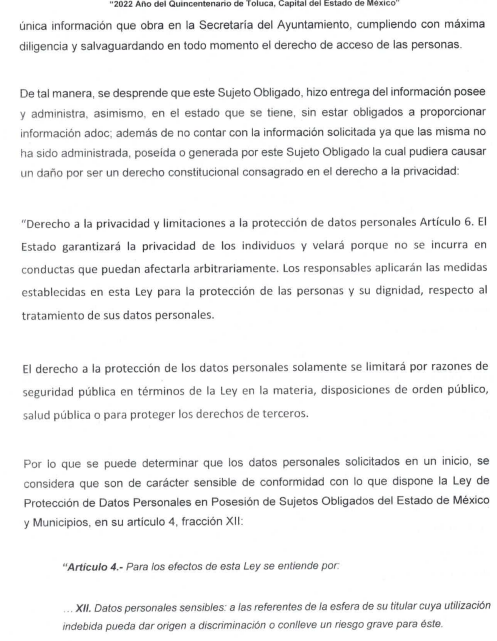 "2022 Año del Quincentenario de Toluca, Capital del Estado de México"
única información que obra en la Secretaría del Ayuntamiento, cumpliendo con máxima
diligencia y salvaguardando en todo momento el derecho de acceso de las personas.
De tal manera, se desprende que este Sujeto Obligado, hizo entrega del información posee
y administra, asimismo, en el estado que se tiene, sin estar obligados a proporcionar
información adoc; además de no contar con la información solicitada ya que las misma no
ha sido administrada, poseída o generada por este Sujeto Obligado la cual pudiera causar
un daño por ser un derecho constitucional consagrado en el derecho a la privacidad:
"Derecho a la privacidad y limitaciones a la protección de datos personales Artículo 6. El
Estado garantizará la privacidad de los individuos y velará porque no se incurra en
conductas que puedan afectarla arbitrariamente. Los responsables aplicarán las medidas
establecidas en esta Ley para la protección de las personas y su dignidad, respecto al
tratamiento de sus datos personales.
El derecho a la protección de los datos personales solamente se limitará por razones de
seguridad pública en términos de la Ley en la materia, disposiciones de orden público,
salud pública o para proteger los derechos de terceros.
Por lo que se puede determinar que los datos personales solicitados en un inicio, se
considera que son de carácter sensible de conformidad con lo que dispone la Ley de
Protección de Datos Personales en Posesión de Sujetos Obligados del Estado de México
y Municipios, en su artículo 4, fracción XII:
"Artículo 4.- Para los efectos de esta Ley se entiende por:
... XII. Datos personales sensibles: a las referentes de la esfera de su titular cuya utilización
indebida pueda dar origen a discriminación o conlleve un riesgo grave para éste.